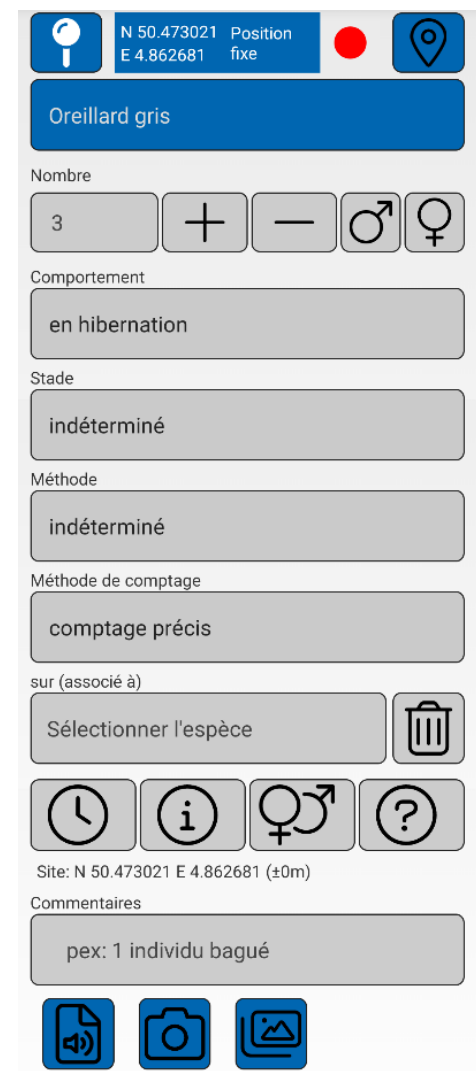 N 50.473021 Position
E 4.862681 fixe
Oreillard gris
Nombre
3
Comportement
en hibernation
Stade
indéterminé
Méthode
indéterminé
Méthode de comptage
comptage précis
sur (associé à)
Sélectionner l'espèce
Site: N 50.473021 E 4.862681 (±0m)
Commentaires
pex: 1 individu bagué